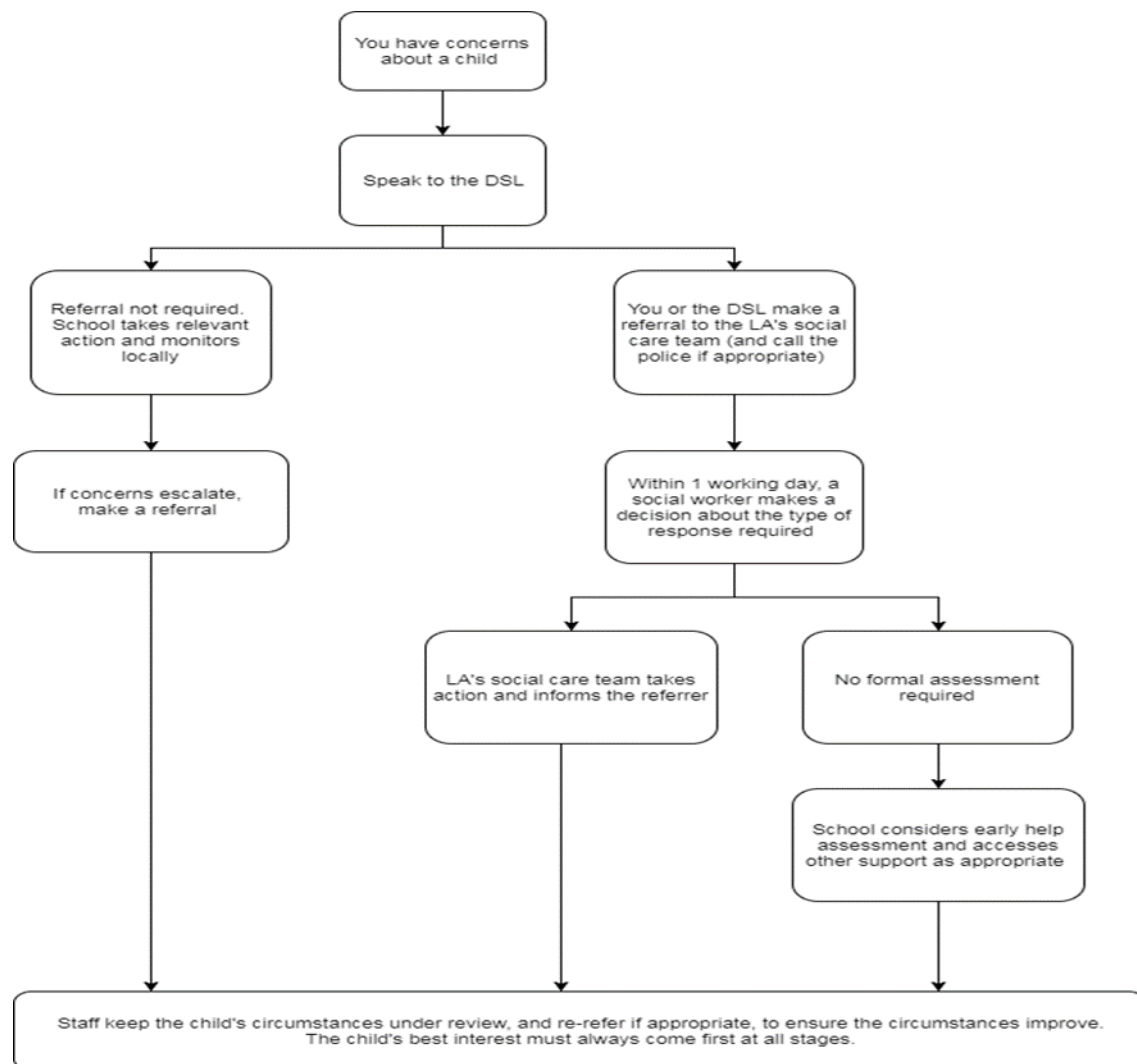 You have concerns
about a child
Speak to the DSL
Referral not required.
School takes relevant
action and monitors
locally
You or the DSL make a
referral to the LA's social
care team (and call the
police if appropriate)
If concerns escalate,
make a referral
Within 1 working day, a
social worker makes a
decision about the type of
response required
LA's social care team takes
action and informs the referrer
No formal assessment
required
School considers early help
assessment and accesses
other support as appropriate
Staff keep the child's circumstances under review, and re-refer if appropriate, to ensure the circumstances improve.
The child's best interest must always come first at all stages.